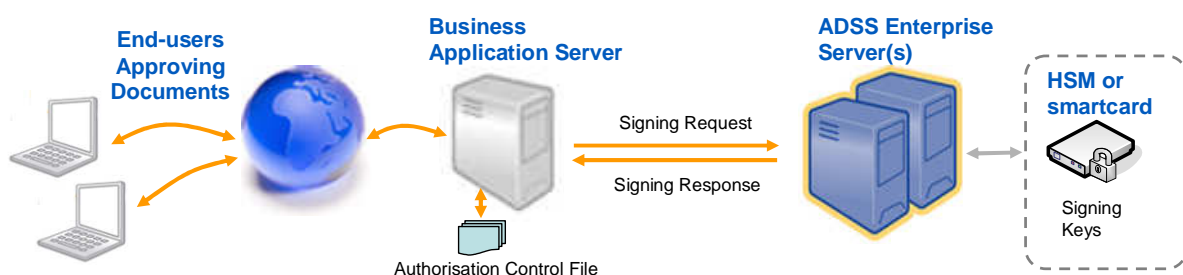 End-users
Approving
Documents
Business
Application Server
Authorisation Control File
Signing Request
Signing Response
ADSS Enterprise
Server(s)
HSM or
smartcard
Signing
Keys